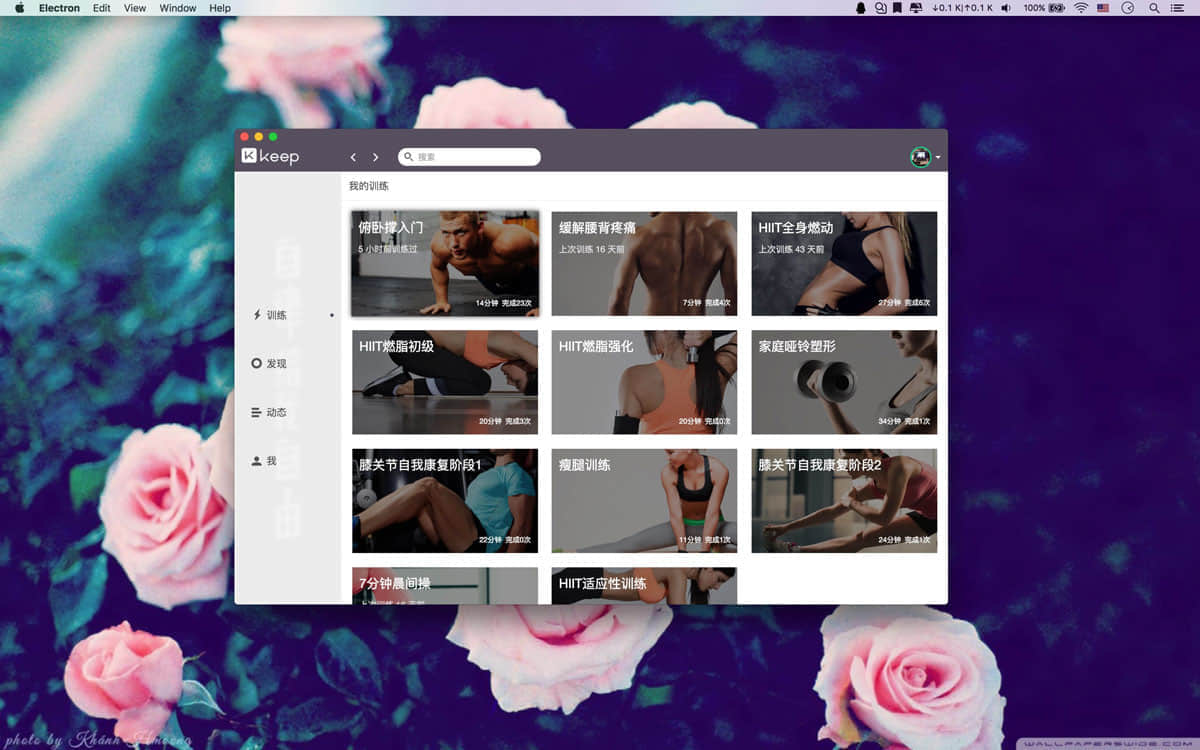 Electron Edit View Window Help
↓0.1 K|↑0.1 K 100%
keep
搜索
我的训练
俯卧撑入门
5 小时前训练过
14分钟 完成23次
缓解腰背疼痛
上次训练 16 天前
7分钟 完成4次
HIIT全身燃动
上次训练 43 天前
27分钟 完成6次
训练
发现
动态
我
自律给我自由
HIIT燃脂初级
20分钟 完成3次
HIIT燃脂强化
20分钟 完成0次
家庭哑铃塑形
34分钟 完成1次
膝关节自我康复阶段1
22分钟 完成0次
瘦腿训练
11分钟 完成1次
膝关节自我康复阶段2
24分钟 完成1次
7分钟晨间操
HIIT适应性训练
photo by Khánh Hmoong
WALLPAPERSWIDE.COM